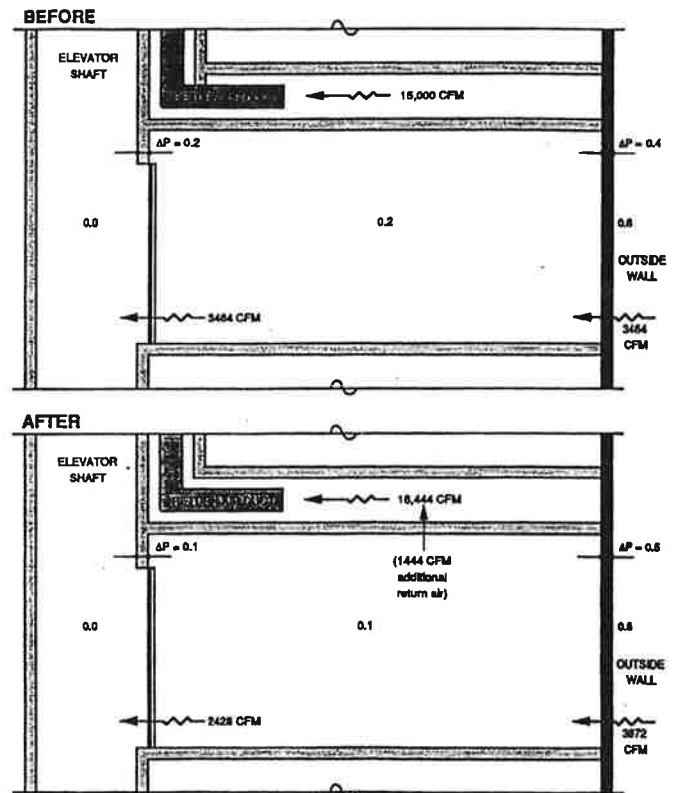 BEFORE
ELEVATOR
SHAFT
15,000 CFM
ΔP = 0.2
ΔP = 0.4
0.0
0.2
0.6
OUTSIDE
WALL
3464 CFM
3464
CFM
AFTER
ELEVATOR
SHAFT
16,444 CFM
ΔP = 0.1
(1444 CFM
additional
return air)
ΔP = 0.5
0.0
0.1
0.6
OUTSIDE
WALL
2428 CFM
3872
CFM